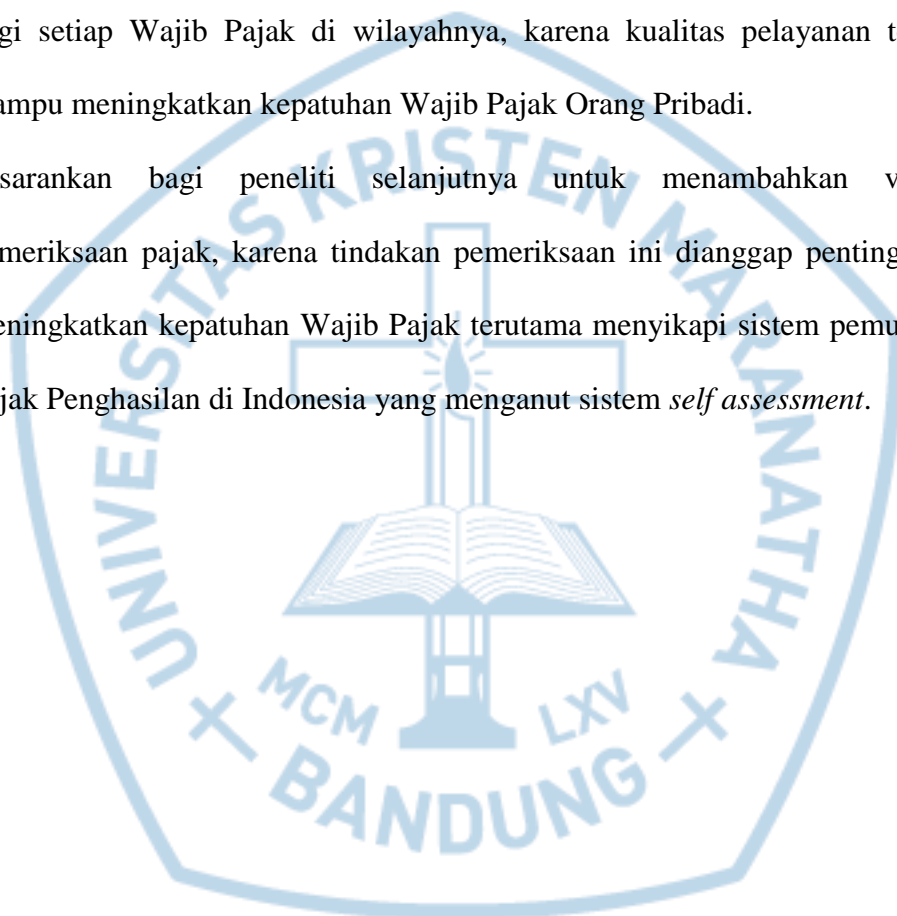 gi setiap Wajib Pajak di wilayahnya, karena kualitas pelayanan t
ampu meningkatkan kepatuhan Wajib Pajak Orang Pribadi.
sarankan bagi peneliti selanjutnya untuk menambahkan v
meriksaan pajak, karena tindakan pemeriksaan ini dianggap penting
eningkatkan kepatuhan Wajib Pajak terutama menyikapi sistem pemu
jak Penghasilan di Indonesia yang menganut sistem self assessment.
UNIVERSITAS KRISTEN MARANATHA
MCM LXV
BANDUNG